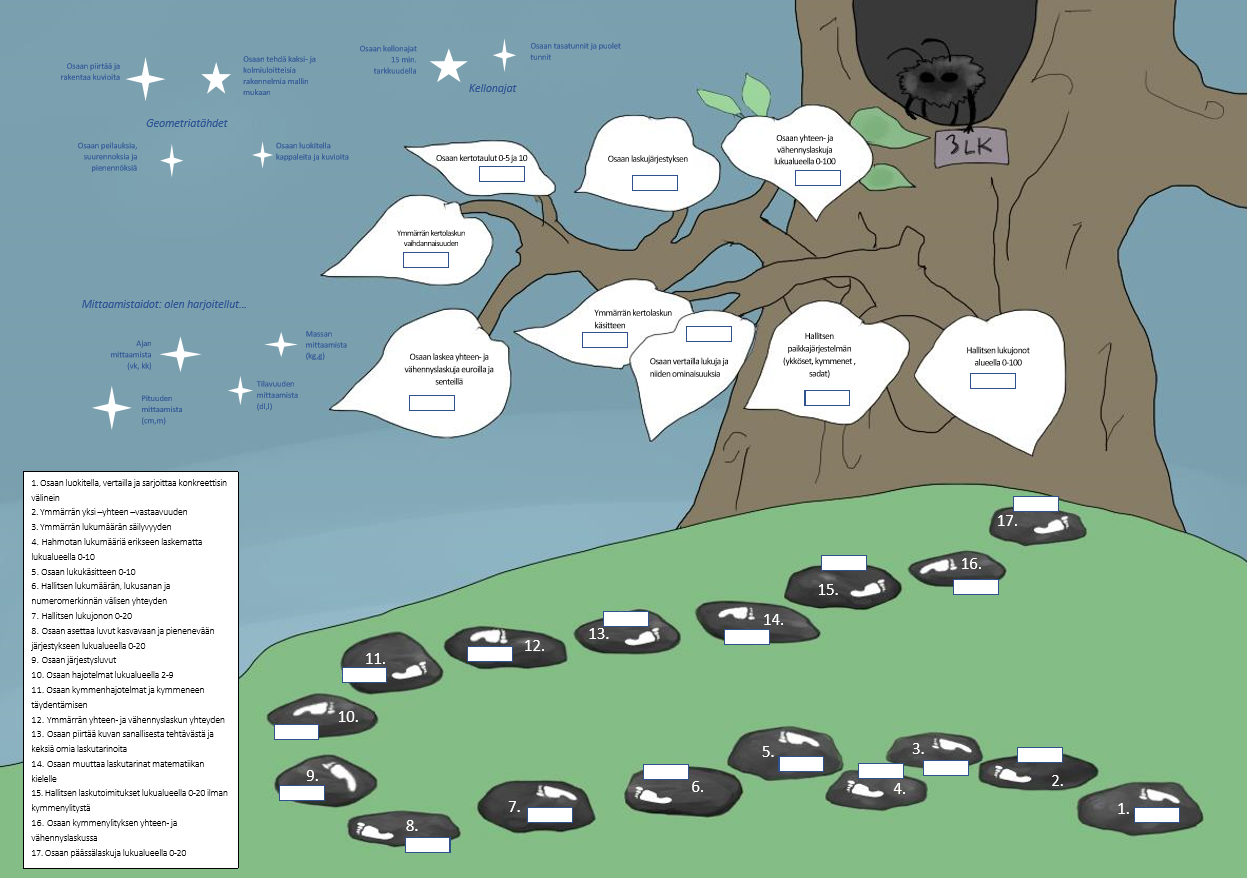 Osaan piirtää ja
rakentaa kuvioita
Osaan tehdä kaksi- ja
kolmiuloitteisia
rakennelmia mallin
mukaan
Geometriatähdet
Osaan peilauksia,
suurennoksia ja
pienennöksiä
Osaan luokitella
kappaleita ja kuvioita
Osaan kellonajat
15 min.
tarkkuudella
Osaan tasatunnit ja puolet
tunnit
Kellonajat
Osaan kertotaulut 0-5 ja 10
Osaan laskujärjestyksen
Osaan yhteen- ja
vähennyslaskuja
lukualueella 0-100
3LK
Ymmärrän kertolaskun
vaihdannaisuuden
Mittaamistaidot: olen harjoitellut...
Ajan
mittaamista
(vk, kk)
Massan
mittaamista
(kg,g)
Pituuden
mittaamista
(cm,m)
Tilavuuden
mittaamista
(dl,l)
Osaan laskea yhteen- ja
vähennyslaskuja euroilla ja
senteillä
Ymmärrän kertolaskun
käsitteen
Osaan vertailla lukuja ja
niiden ominaisuuksia
Hallitsen
paikkajärjestelmän
(ykköset, kymmenet ,
sadat)
Hallitsen lukujonot
alueella 0-100
1. Osaan luokitella, vertailla ja sarjoittaa konkreettisin
välinein
2. Ymmärrän yksi –yhteen –vastaavuuden
3. Ymmärrän lukumäärän säilyvyyden
4. Hahmotan lukumääriä erikseen laskematta
lukualueella 0-10
5. Osaan lukukäsitteen 0-10
6. Hallitsen lukumäärän, lukusanan ja
numeromerkinnän välisen yhteyden
7. Hallitsen lukujonon 0-20
8. Osaan asettaa luvut kasvavaan ja pienenevään
järjestykseen lukualueella 0-20
9. Osaan järjestysluvut
10. Osaan hajotelmat lukualueella 2-9
11. Osaan kymmenhajotelmat ja kymmeneen
täydentämisen
12. Ymmärrän yhteen- ja vähennyslaskun yhteyden
13. Osaan piirtää kuvan sanallisesta tehtävästä ja
keksiä omia laskutarinoita
14. Osaan muuttaa laskutarinat matematiikan
kielelle
15. Hallitsen laskutoimitukset lukualueella 0-20 ilman
kymmenylitystä
16. Osaan kymmenylityksen yhteen- ja
vähennyslaskussa
17. Osaan päässälaskuja lukualueella 0-20
17.
16.
15.
14.
13.
12.
11.
10.
9.
8.
7.
6.
5.
4.
3.
2.
1.